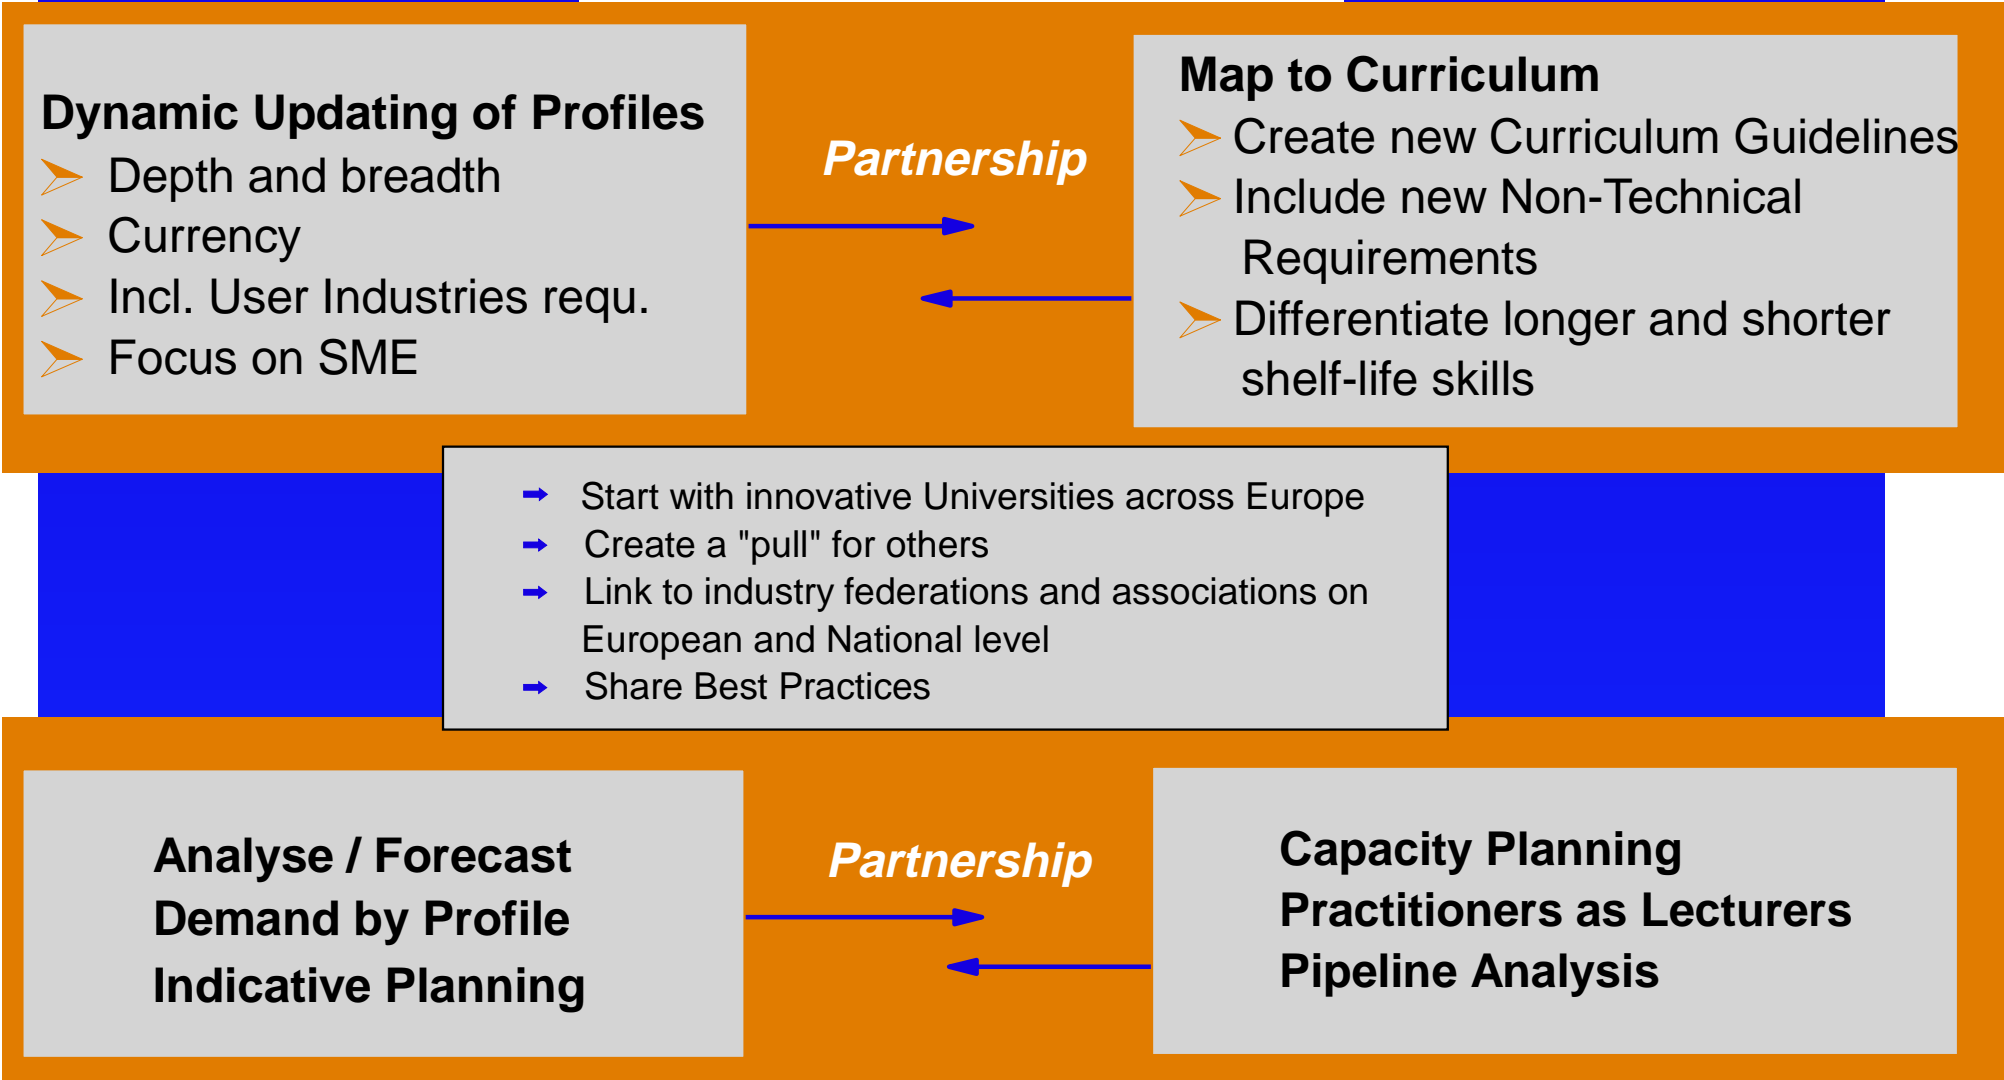 Dynamic Updating of Profiles
Depth and breadth
Currency
Incl. User Industries requ.
Focus on SME
Partnership
Map to Curriculum
Create new Curriculum Guidelines
Include new Non-Technical
Requirements
Differentiate longer and shorter
shelf-life skills
Start with innovative Universities across Europe
Create a "pull" for others
Link to industry federations and associations on
European and National level
Share Best Practices
Analyse / Forecast
Demand by Profile
Indicative Planning
Partnership
Capacity Planning
Practitioners as Lecturers
Pipeline Analysis